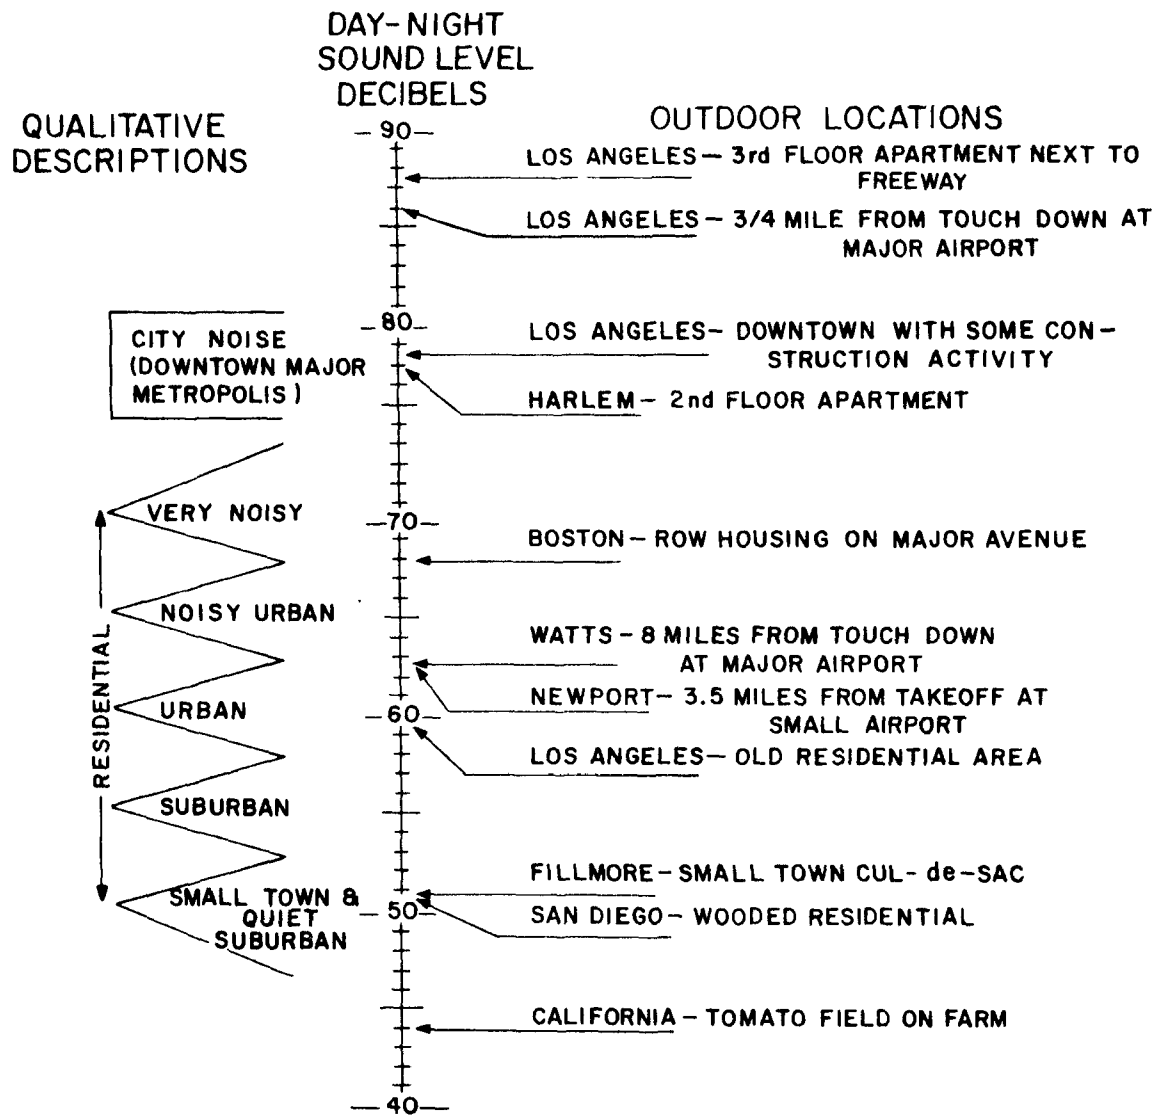 DAY-NIGHT
SOUND LEVEL
DECIBELS
QUALITATIVE
DESCRIPTIONS
OUTDOOR LOCATIONS
—90—
LOS ANGELES — 3rd FLOOR APARTMENT NEXT TO
FREEWAY
LOS ANGELES — 3/4 MILE FROM TOUCH DOWN AT
MAJOR AIRPORT
—80—
CITY NOISE
(DOWNTOWN MAJOR
METROPOLIS)
LOS ANGELES — DOWNTOWN WITH SOME CON-
STRUCTION ACTIVITY
HARLEM — 2nd FLOOR APARTMENT
VERY NOISY
—70—
BOSTON — ROW HOUSING ON MAJOR AVENUE
NOISY URBAN
WATTS — 8 MILES FROM TOUCH DOWN
AT MAJOR AIRPORT
RESIDENTIAL
URBAN
NEWPORT — 3.5 MILES FROM TAKEOFF AT
SMALL AIRPORT
—60—
LOS ANGELES — OLD RESIDENTIAL AREA
SUBURBAN
FILLMORE — SMALL TOWN CUL-de-SAC
SMALL TOWN &
QUIET
SUBURBAN
—50—
SAN DIEGO — WOODED RESIDENTIAL
CALIFORNIA — TOMATO FIELD ON FARM
—40—